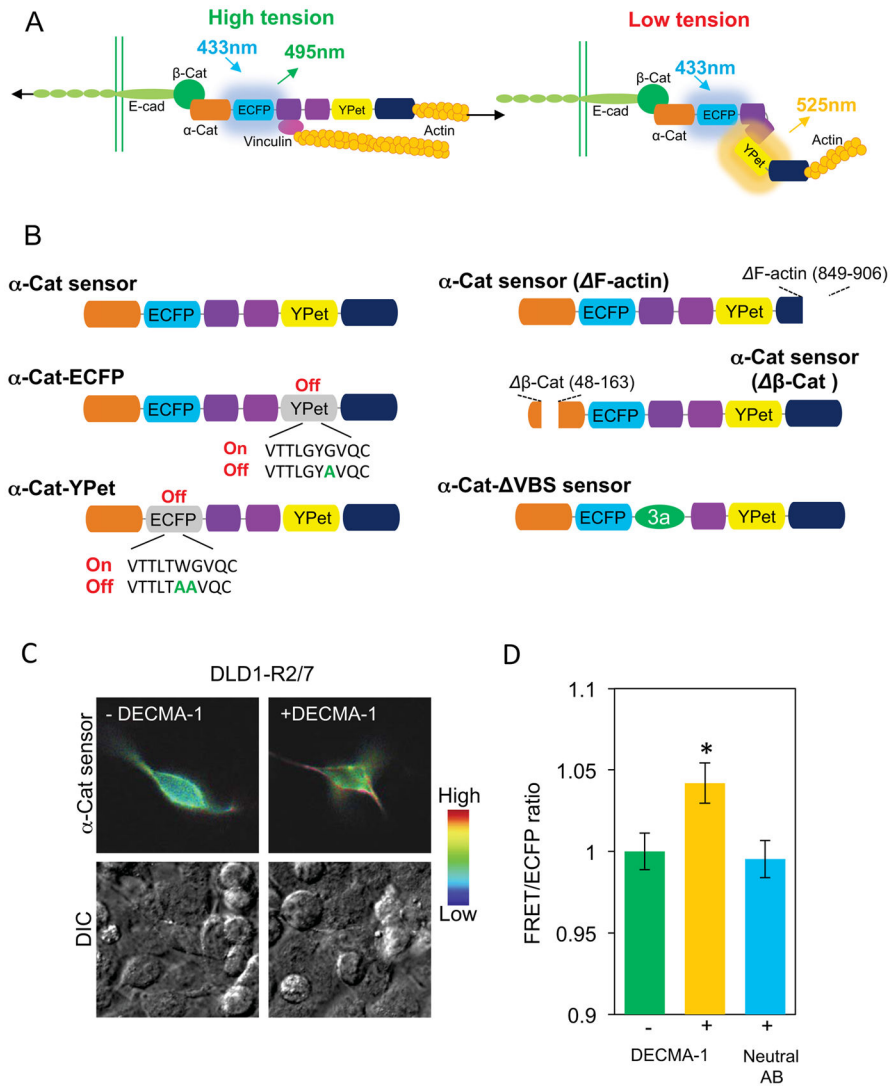 A
High tension
Low tension
433nm
495nm
β-Cat
E-cad
ECFP
YPet
α-Cat
Vinculin
Actin
433nm
525nm
β-Cat
E-cad
ECFP
α-Cat
YPet
Actin
B
α-Cat sensor
ECFP
YPet
α-Cat-ECFP
Off
ECFP
YPet
On VTTLGYGVQC
Off VTTLGYAVQC
α-Cat-YPet
Off
ECFP
YPet
On VTTLTWGVQC
Off VTTLTAAVQC
α-Cat sensor (ΔF-actin)
ΔF-actin (849-906)
ECFP
YPet
α-Cat sensor
(Δβ-Cat )
Δβ-Cat (48-163)
ECFP
YPet
α-Cat-ΔVBS sensor
ECFP
3a
YPet
C
DLD1-R2/7
α-Cat sensor
- DECMA-1
+DECMA-1
High
Low
DIC
D
FRET/ECFP ratio
1.1
1.05
1
0.95
0.9
*
- + +
DECMA-1
Neutral
AB